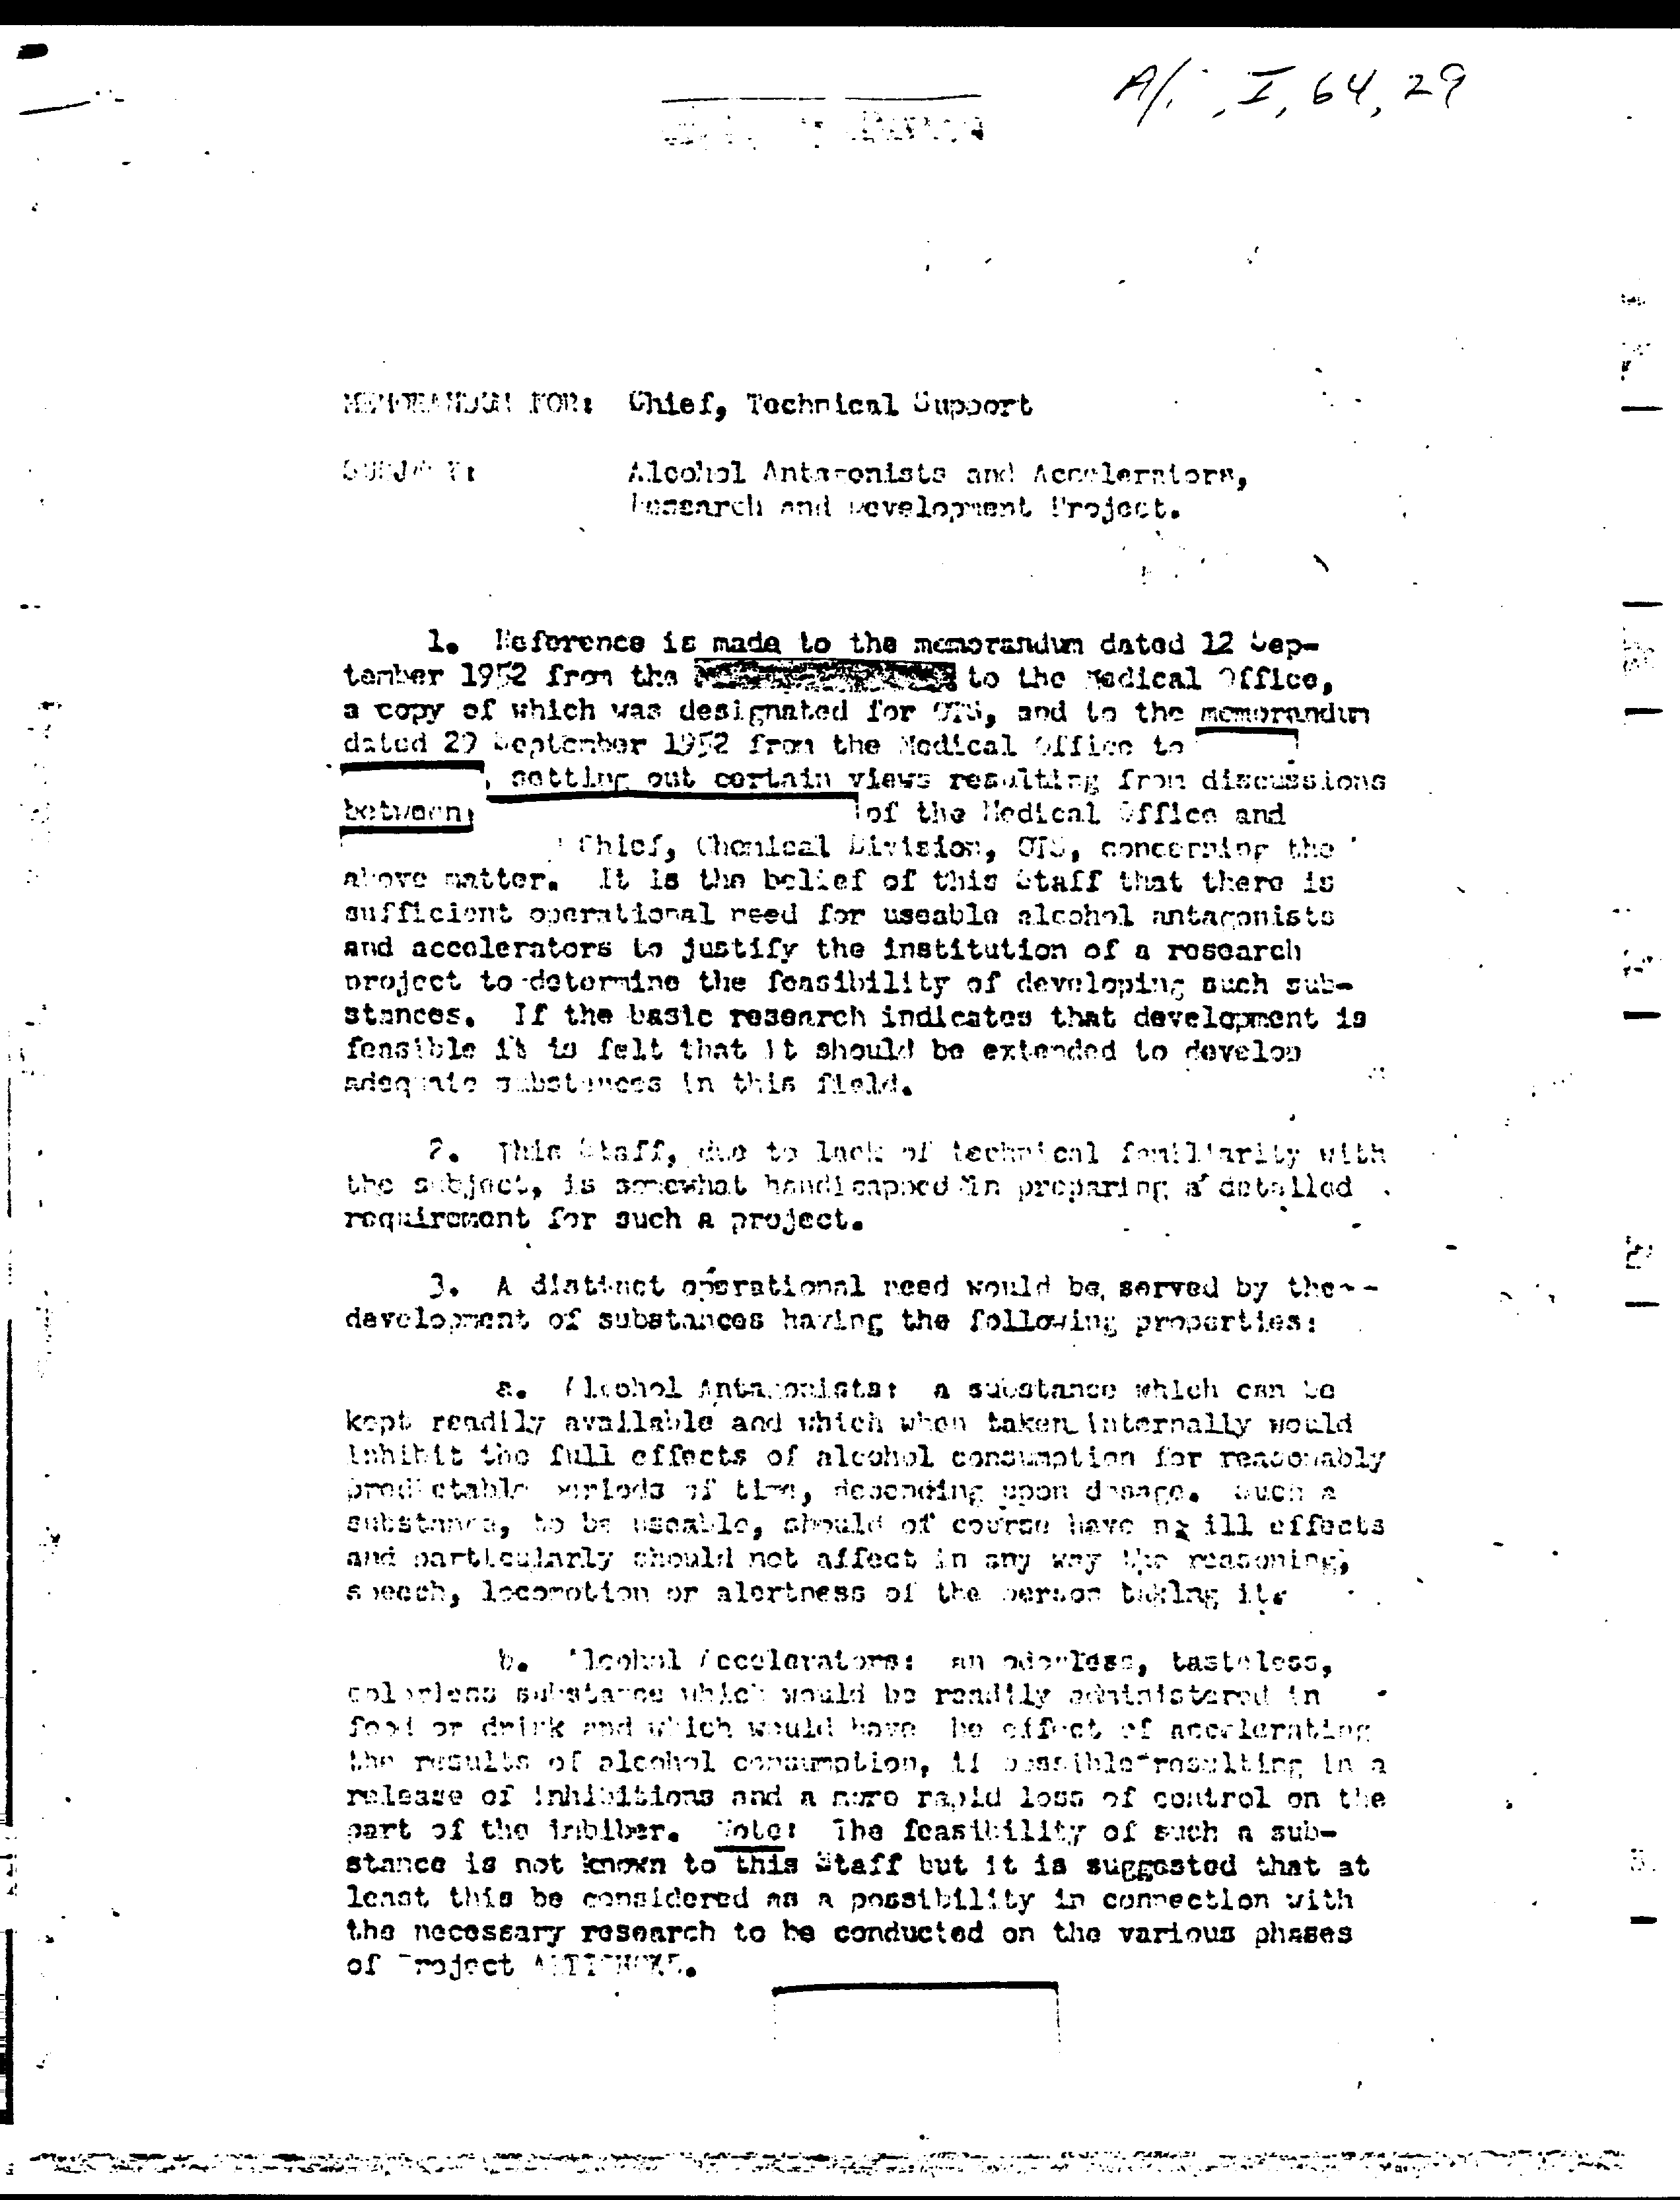 A/, I, 64, 29
MEMORANDUM FOR: Chief, Technical Support
SUBJECT: Alcohol Antagonists and Accelerators,
Research and Development Project.
1. Reference is made to the memorandum dated 12 Sep-
tember 1952 from the to the Medical Office,
a copy of which was designated for OTS, and to the memorandum
dated 29 September 1952 from the Medical Office to
, setting out certain views resulting from discussions
between of the Medical Office and
Chief, Chemical Division, OTS, concerning the
above matter. It is the belief of this Staff that there is
sufficient operational need for useable alcohol antagonists
and accelerators to justify the institution of a research
project to determine the feasibility of developing such sub-
stances. If the basic research indicates that development is
feasible it is felt that it should be extended to develop
adequate substances in this field.
2. This Staff, due to lack of technical familiarity with
the subject, is somewhat handicapped in preparing a detailed
requirement for such a project.
3. A distinct operational need would be served by the
development of substances having the following properties:
a. Alcohol Antagonists: a substance which can be
kept readily available and which when taken internally would
inhibit the full effects of alcohol consumption for reasonably
predictable periods of time, depending upon dosage. Such a
substance, to be useable, should of course have no ill effects
and particularly should not affect in any way the reasoning,
speech, locomotion or alertness of the person taking it.
b. Alcohol Accelerators: an odorless, tasteless,
colorless substance which would be readily administered in
food or drink and which would have the effect of accelerating
the results of alcohol consumption, if possible resulting in a
release of inhibitions and a more rapid loss of control on the
part of the imbiber. Note: The feasibility of such a sub-
stance is not known to this Staff but it is suggested that at
least this be considered as a possibility in connection with
the necessary research to be conducted on the various phases
of Project ARTICHOKE.